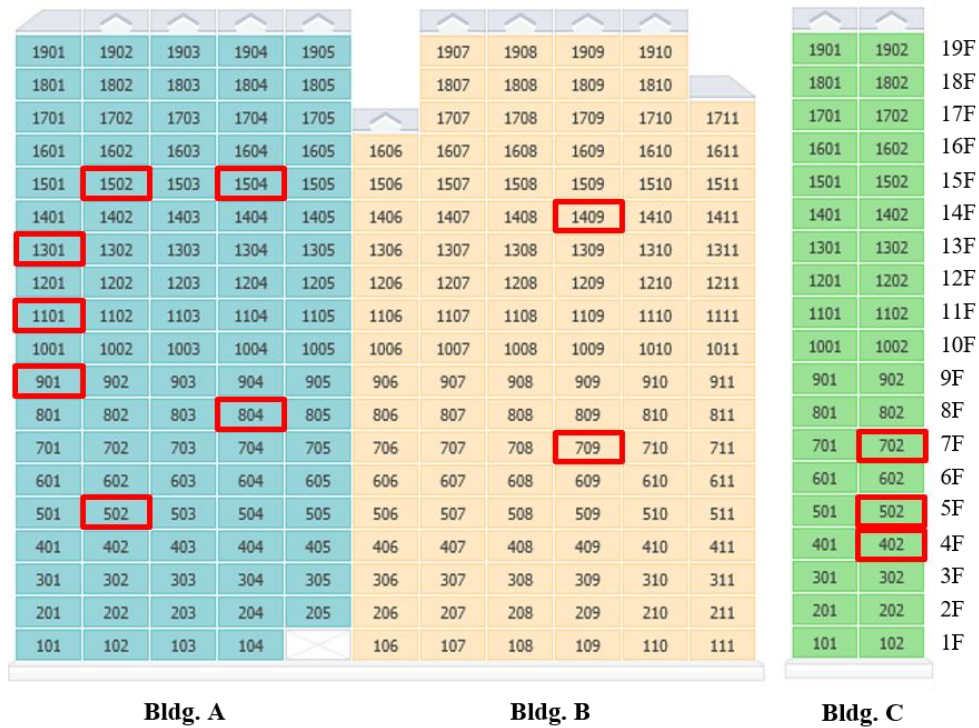 1901 1902 1903 1904 1905 1907 1908 1909 1910 1901 1902 19F
1801 1802 1803 1804 1805 1807 1808 1809 1810 1801 1802 18F
1701 1702 1703 1704 1705 1707 1708 1709 1710 1711 1701 1702 17F
1601 1602 1603 1604 1605 1606 1607 1608 1609 1610 1611 1601 1602 16F
1501 1502 1503 1504 1505 1506 1507 1508 1509 1510 1511 1501 1502 15F
1401 1402 1403 1404 1405 1406 1407 1408 1409 1410 1411 1401 1402 14F
1301 1302 1303 1304 1305 1306 1307 1308 1309 1310 1311 1301 1302 13F
1201 1202 1203 1204 1205 1206 1207 1208 1209 1210 1211 1201 1202 12F
1101 1102 1103 1104 1105 1106 1107 1108 1109 1110 1111 1101 1102 11F
1001 1002 1003 1004 1005 1006 1007 1008 1009 1010 1011 1001 1002 10F
901 902 903 904 905 906 907 908 909 910 911 901 902 9F
801 802 803 804 805 806 807 808 809 810 811 801 802 8F
701 702 703 704 705 706 707 708 709 710 711 701 702 7F
601 602 603 604 605 606 607 608 609 610 611 601 602 6F
501 502 503 504 505 506 507 508 509 510 511 501 502 5F
401 402 403 404 405 406 407 408 409 410 411 401 402 4F
301 302 303 304 305 306 307 308 309 310 311 301 302 3F
201 202 203 204 205 206 207 208 209 210 211 201 202 2F
101 102 103 104 106 107 108 109 110 111 101 102 1F
Bldg. A Bldg. B Bldg. C